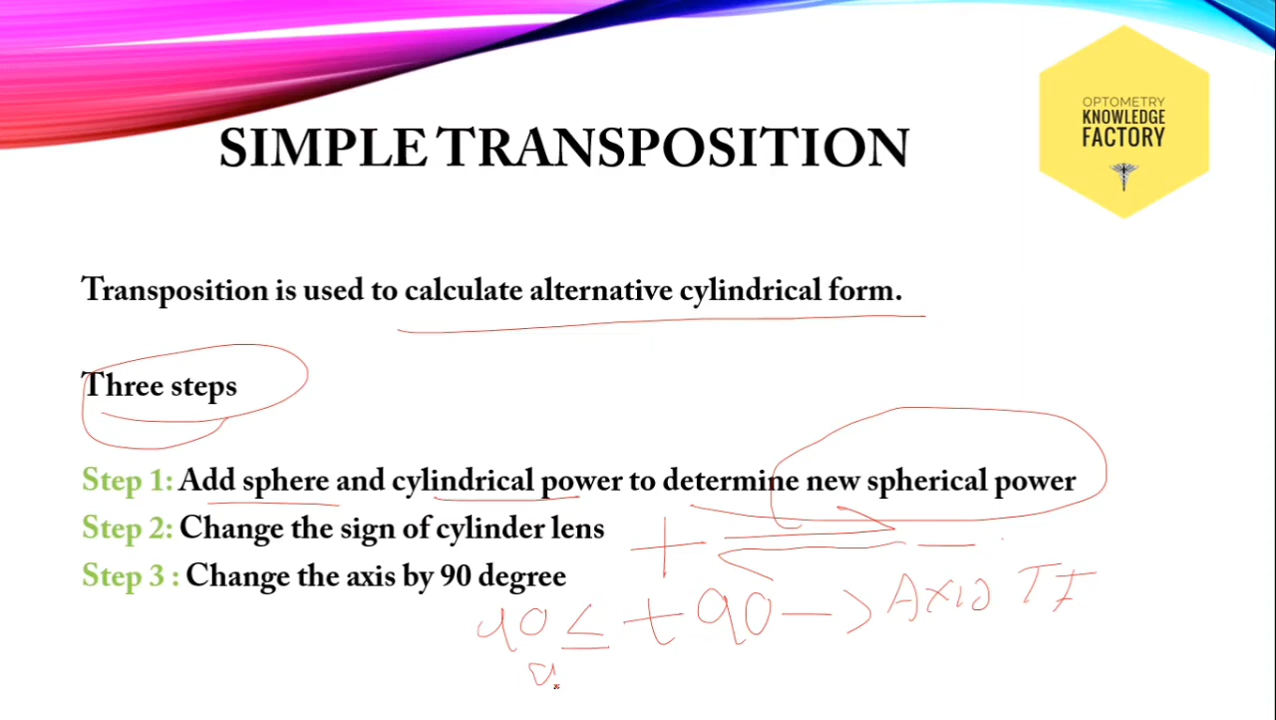 OPTOMETRY
KNOWLEDGE
FACTORY
SIMPLE TRANSPOSITION
Transposition is used to calculate alternative cylindrical form.
Three steps
Step 1: Add sphere and cylindrical power to determine new spherical power
Step 2: Change the sign of cylinder lens
+ −
Step 3 : Change the axis by 90 degree
90 ≤ + 90 → AXIS